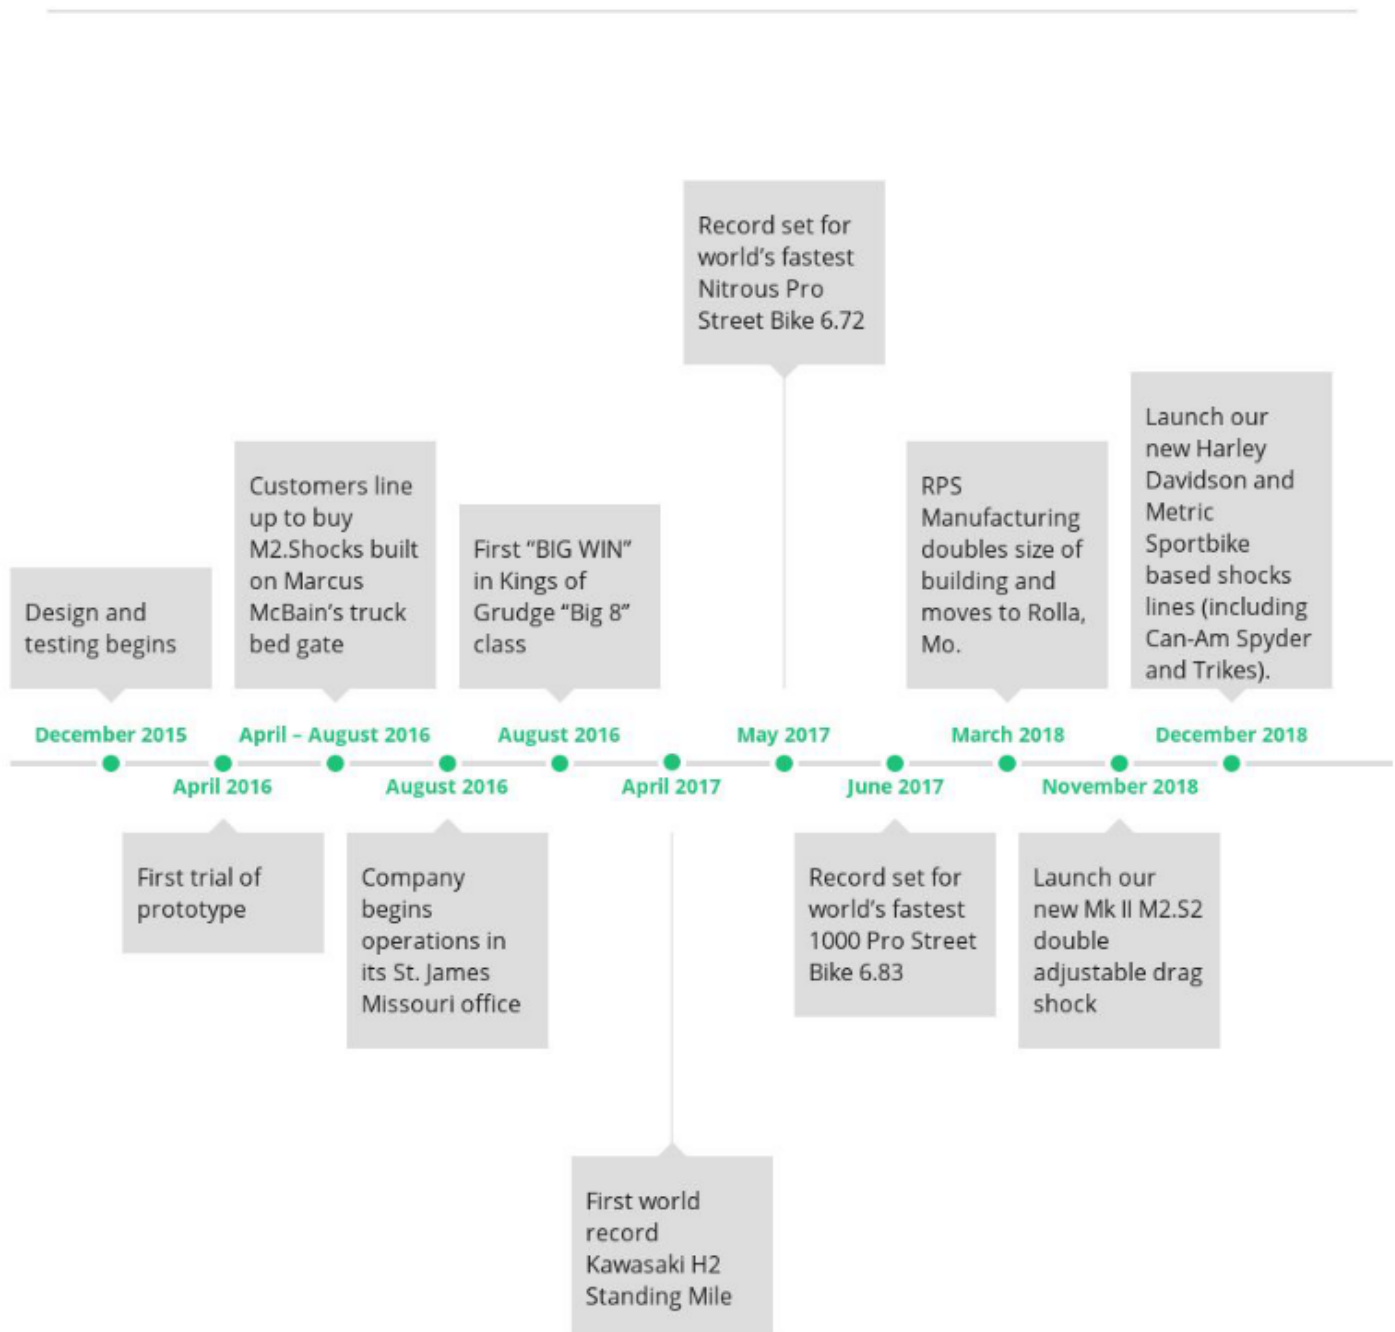 Record set for
world’s fastest
Nitrous Pro
Street Bike 6.72
Launch our
new Harley
Davidson and
Metric
Sportbike
based shocks
lines (including
Can-Am Spyder
and Trikes).
Customers line
up to buy
M2.Shocks built
on Marcus
McBain’s truck
bed gate
RPS
Manufacturing
doubles size of
building and
moves to Rolla,
Mo.
First “BIG WIN”
in Kings of
Grudge “Big 8”
class
Design and
testing begins
December 2015
April – August 2016
August 2016
May 2017
March 2018
December 2018
April 2016
August 2016
April 2017
June 2017
November 2018
First trial of
prototype
Company
begins
operations in
its St. James
Missouri office
Record set for
world’s fastest
1000 Pro Street
Bike 6.83
Launch our
new Mk II M2.S2
double
adjustable drag
shock
First world
record
Kawasaki H2
Standing Mile